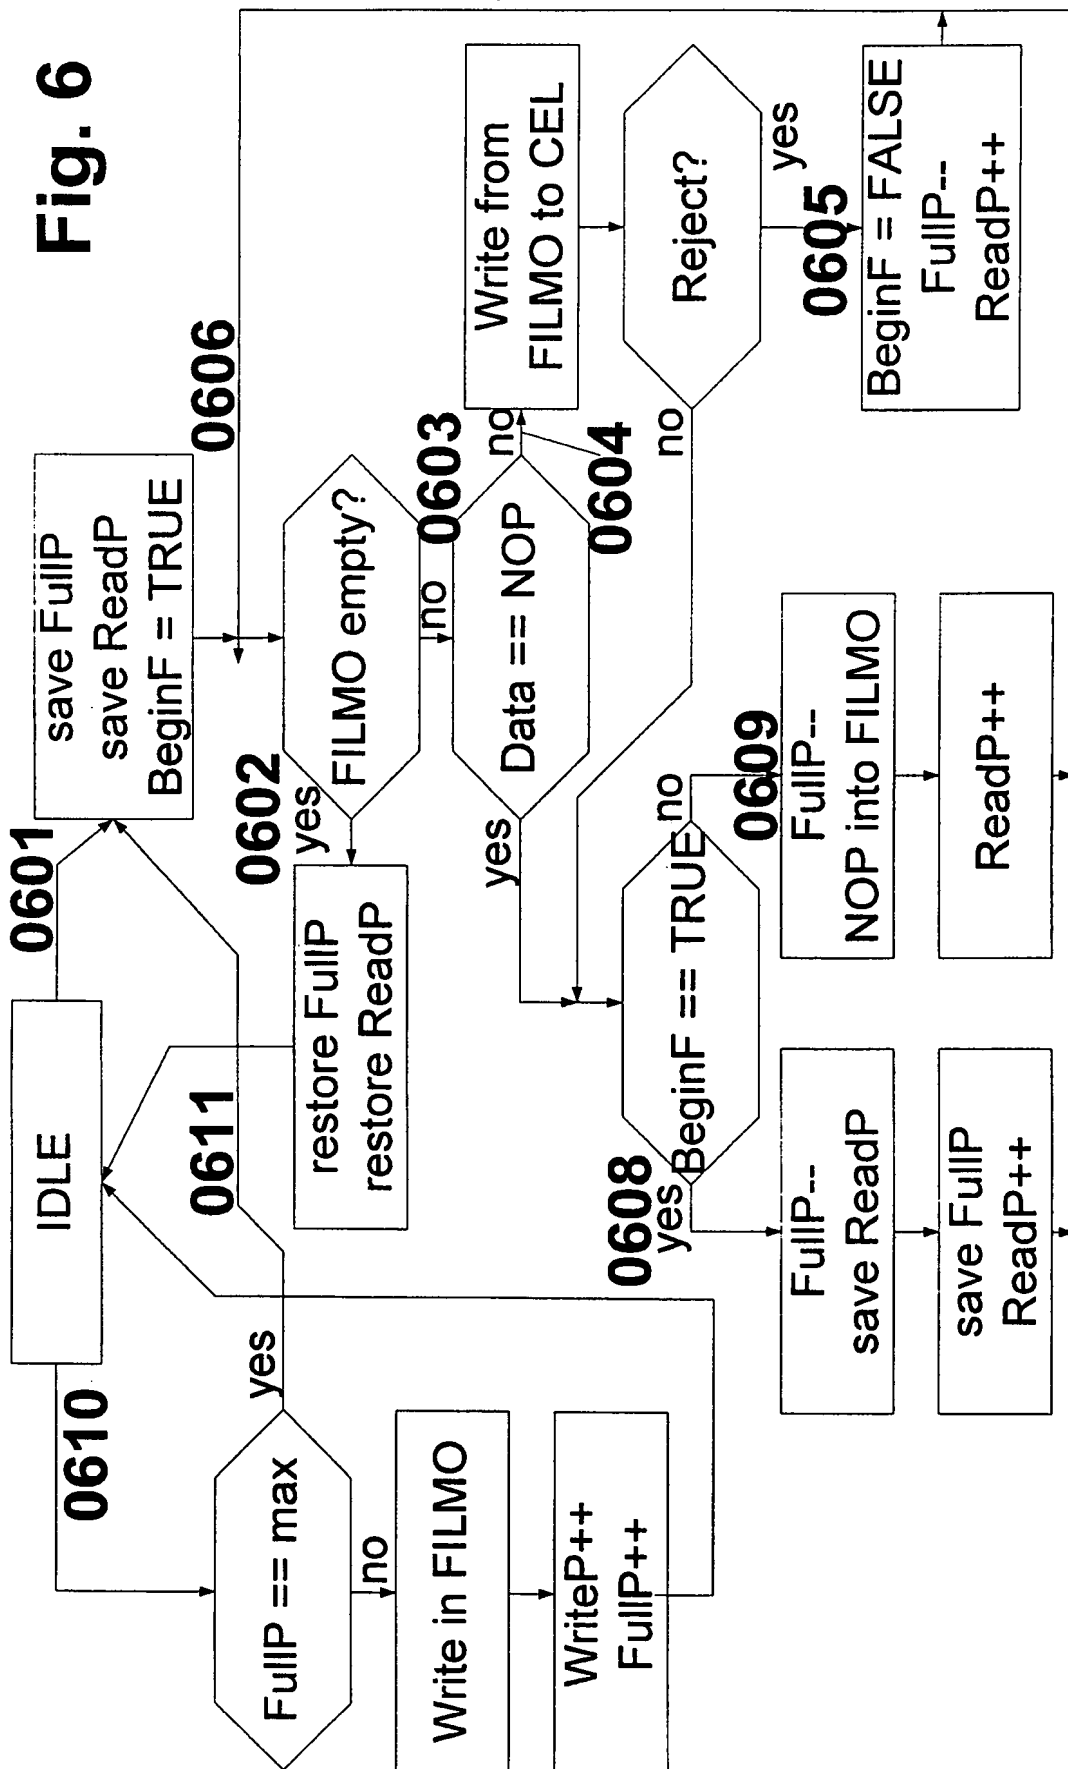 Fig. 6
IDLE
0601
0610
save FullP
save ReadP
BeginF = TRUE
0606
0611
FullP == max
yes
no
Write in FILMO
WriteP++
FullP++
0602
FILMO empty?
yes
no
restore FullP
restore ReadP
0603
Data == NOP
yes
no
0604
Write from
FILMO to CEL
Reject?
no
yes
0605
BeginF = FALSE
FullP--
ReadP++
BeginF == TRUE
0608
yes
no
0609
FullP--
save ReadP
save FullP
ReadP++
FullP--
NOP into FILMO
ReadP++